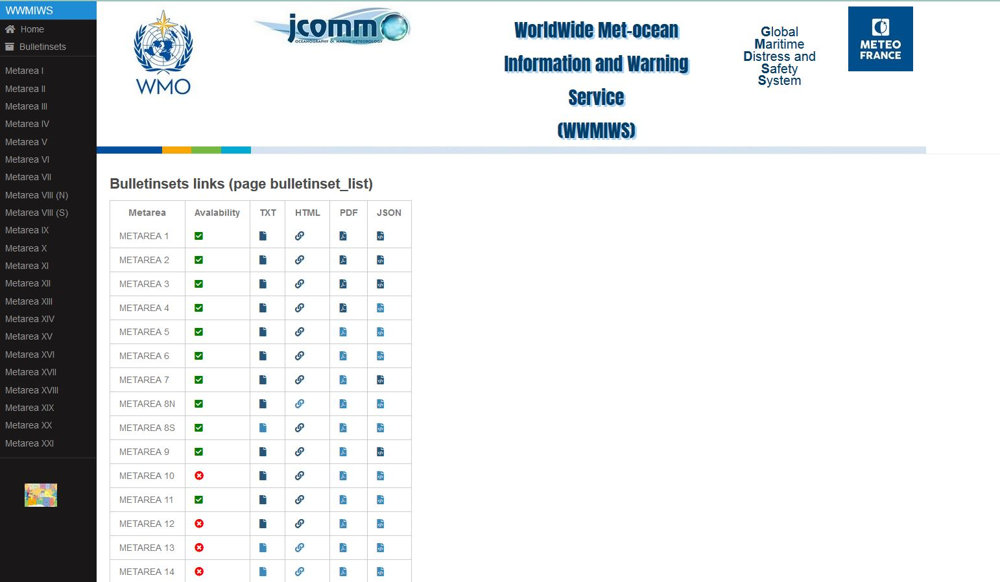 WWMIWS
Home
Bulletinsets
Metarea I
Metarea II
Metarea III
Metarea IV
Metarea V
Metarea VI
Metarea VII
Metarea VIII (N)
Metarea VIII (S)
Metarea IX
Metarea X
Metarea XI
Metarea XII
Metarea XIII
Metarea XIV
Metarea XV
Metarea XVI
Metarea XVII
Metarea XVIII
Metarea XIX
Metarea XX
Metarea XXI
WMO
jcomm
OCEANOGRAPHY & MARINE METEOROLOGY
WorldWide Met-ocean
Information and Warning
Service
(WWMIWS)
Global
Maritime
Distress and
Safety
System
METEO
FRANCE
Bulletinsets links (page bulletinset_list)
Metarea Avalability TXT HTML PDF JSON
METAREA 1
METAREA 2
METAREA 3
METAREA 4
METAREA 5
METAREA 6
METAREA 7
METAREA 8N
METAREA 8S
METAREA 9
METAREA 10
METAREA 11
METAREA 12
METAREA 13
METAREA 14